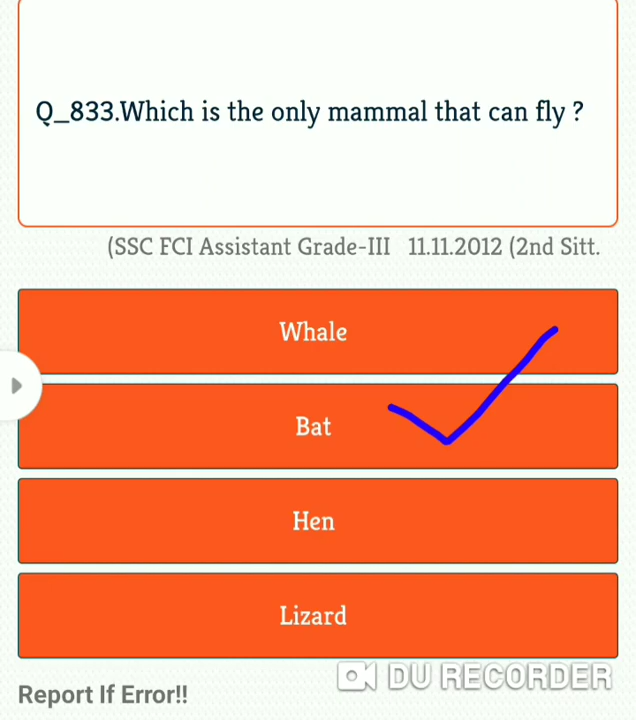 Q_833.Which is the only mammal that can fly ?
(SSC FCI Assistant Grade-III 11.11.2012 (2nd Sitt.
Whale
Bat
Hen
Lizard
DU RECORDER
Report If Error!!